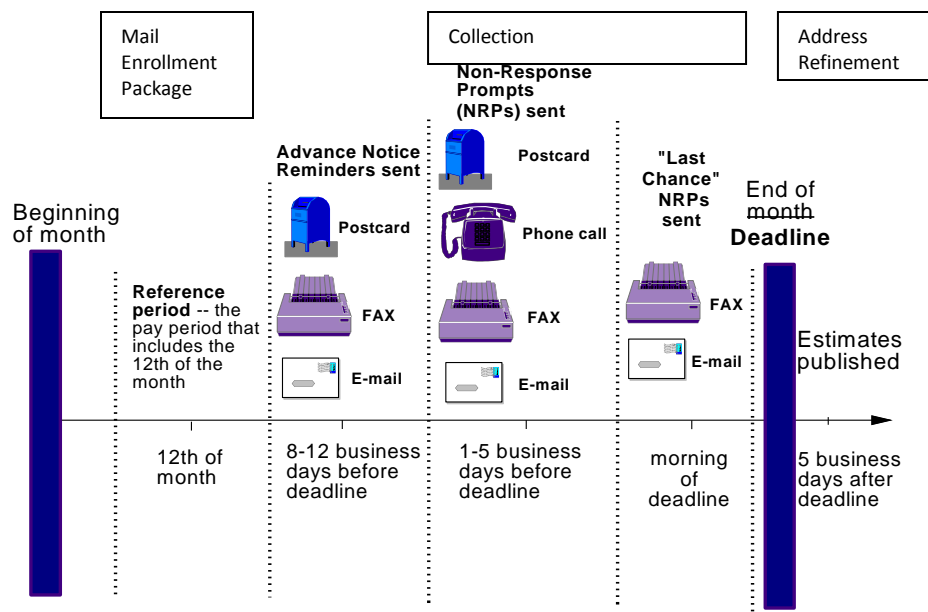 Mail
Enrollment
Package
Collection
Address
Refinement
Non-Response
Prompts
(NRPs) sent
Advance Notice
Reminders sent
Postcard
"Last
Chance"
NRPs
sent
Beginning
of month
End of
month
Deadline
Postcard
Phone call
Reference
period -- the
pay period that
includes the
12th of the
month
FAX
FAX
FAX
E-mail
E-mail
E-mail
Estimates
published
12th of
month
8-12 business
days before
deadline
1-5 business
days before
deadline
morning
of
deadline
5 business
days after
deadline